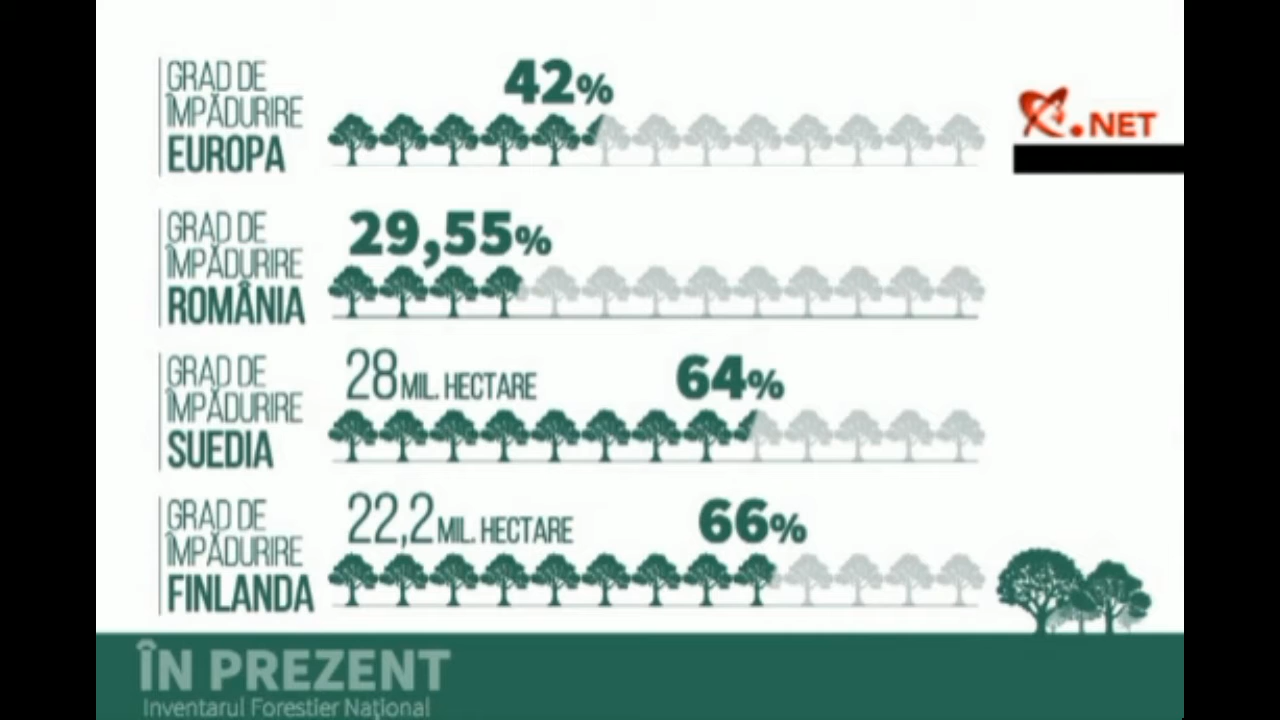 GRAD DE
ÎMPĂDURIRE
EUROPA
42%
.NET
GRAD DE
ÎMPĂDURIRE
ROMÂNIA
29,55%
GRAD DE
ÎMPĂDURIRE
SUEDIA
28 MIL. HECTARE
64%
GRAD DE
ÎMPĂDURIRE
FINLANDA
22,2 MIL. HECTARE
66%
ÎN PREZENT
Inventarul Forestier Naţional